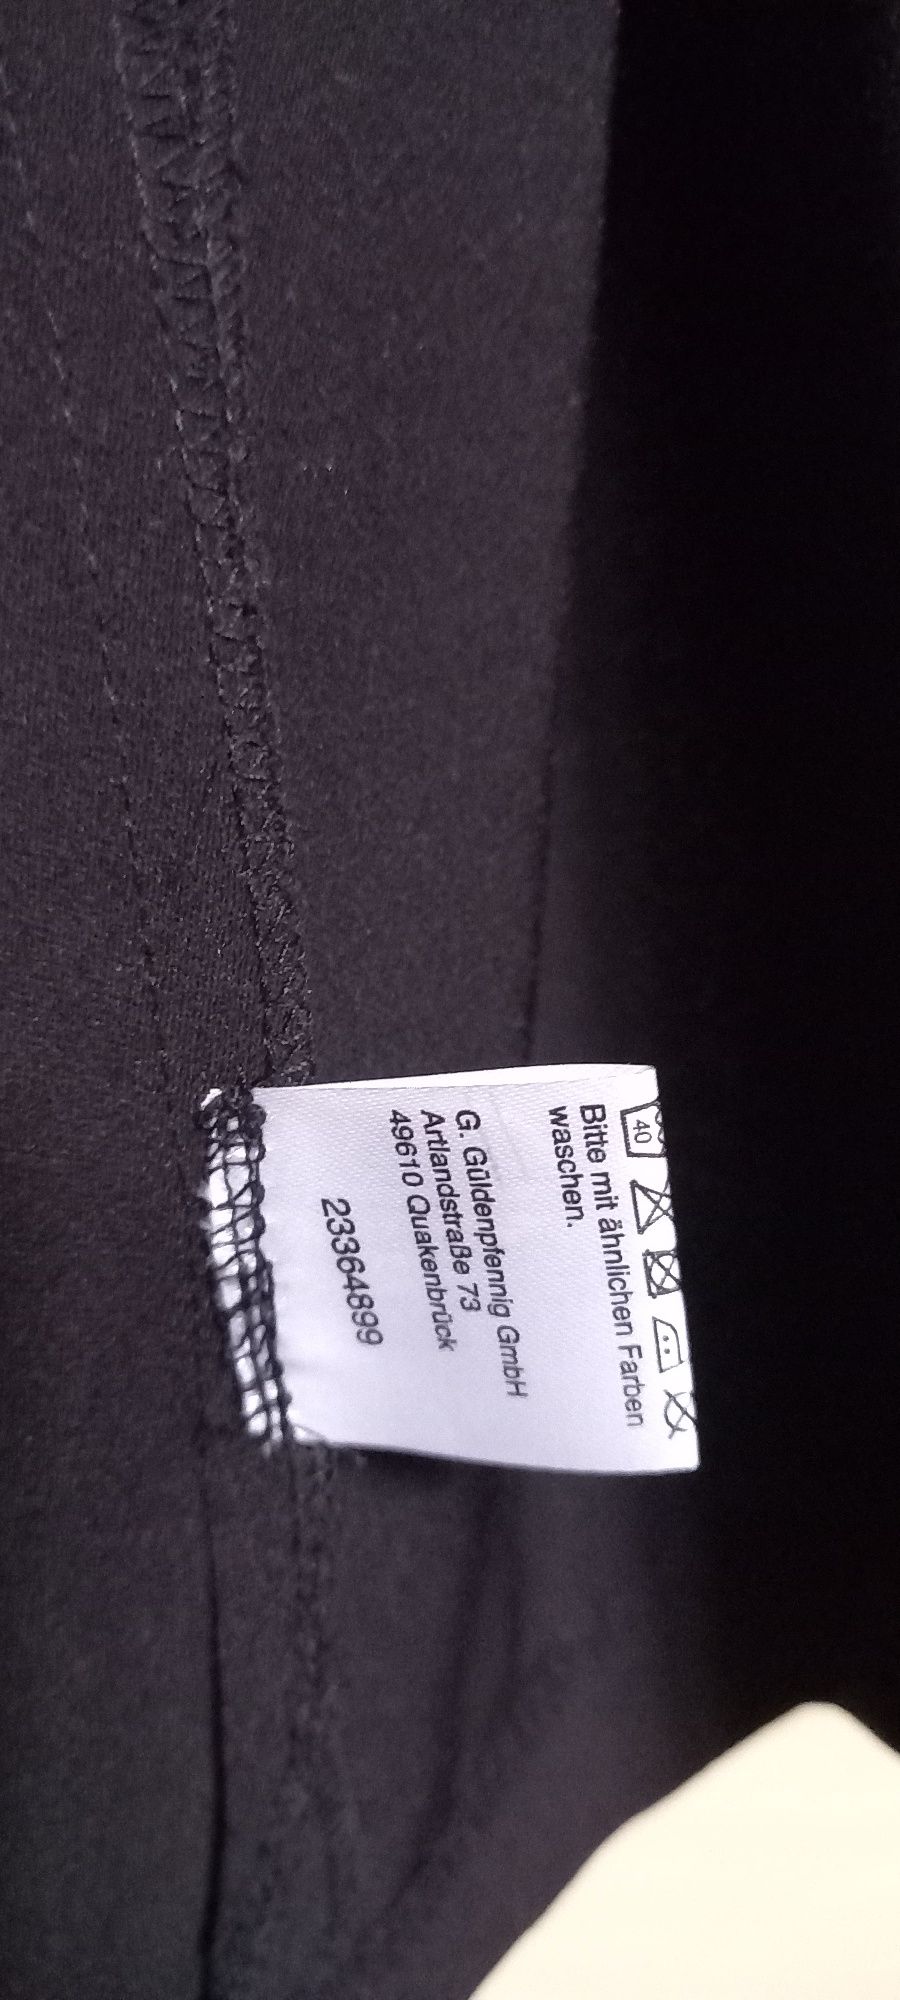 40
Bitte mit ähnlichen Farben
waschen.
G. Güldenpfennig GmbH
Artlandstraße 73
49610 Quakenbrück
23364899